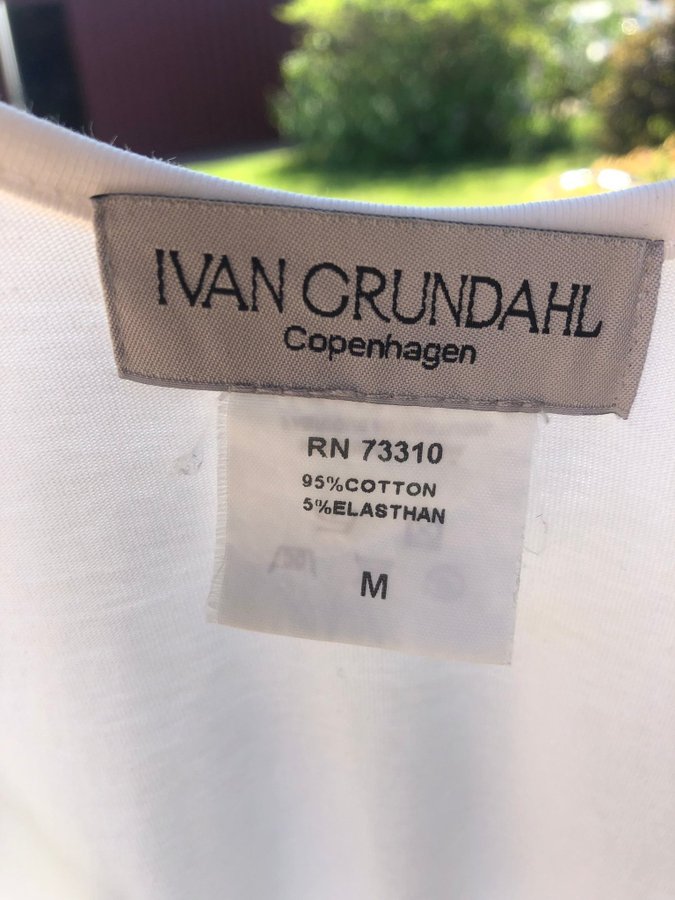 IVAN GRUNDAHL
Copenhagen
RN 73310
95%COTTON
5%ELASTHAN
M